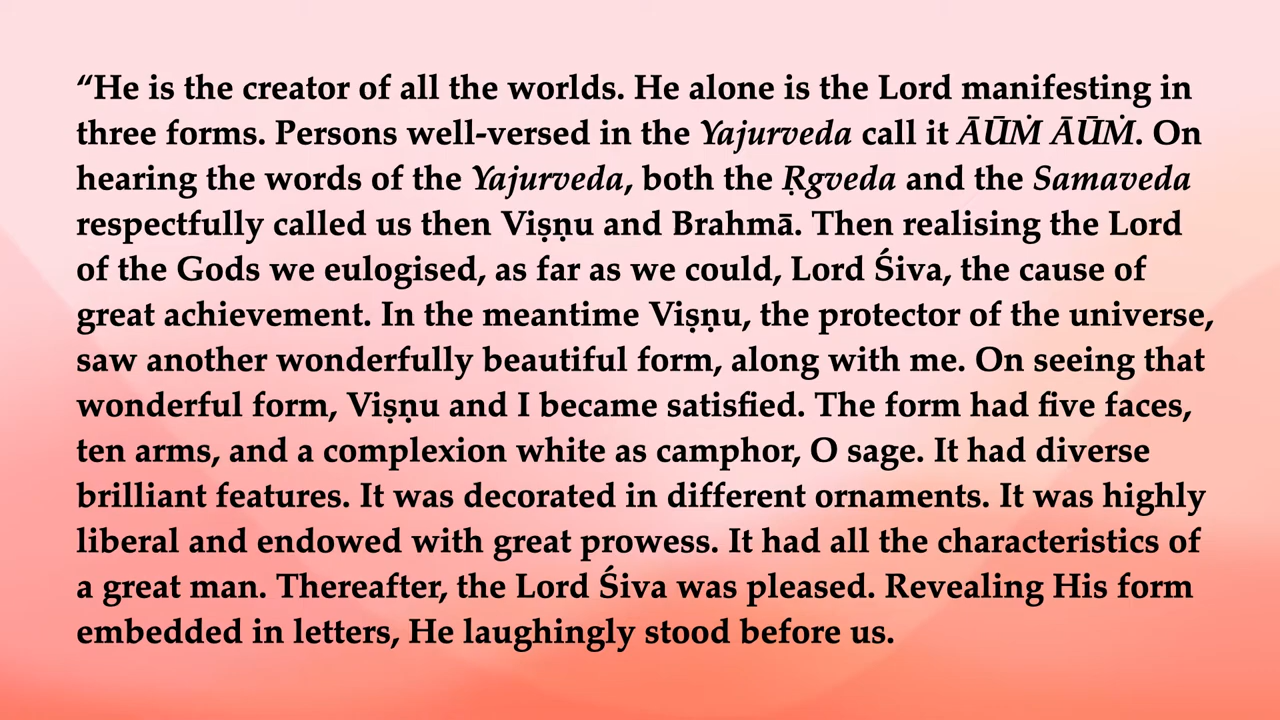 “He is the creator of all the worlds. He alone is the Lord manifesting in
three forms. Persons well-versed in the Yajurveda call it ĀŪṀ ĀŪṀ. On
hearing the words of the Yajurveda, both the Ṛgveda and the Samaveda
respectfully called us then Viṣṇu and Brahmā. Then realising the Lord
of the Gods we eulogised, as far as we could, Lord Śiva, the cause of
great achievement. In the meantime Viṣṇu, the protector of the universe,
saw another wonderfully beautiful form, along with me. On seeing that
wonderful form, Viṣṇu and I became satisfied. The form had five faces,
ten arms, and a complexion white as camphor, O sage. It had diverse
brilliant features. It was decorated in different ornaments. It was highly
liberal and endowed with great prowess. It had all the characteristics of
a great man. Thereafter, the Lord Śiva was pleased. Revealing His form
embedded in letters, He laughingly stood before us.